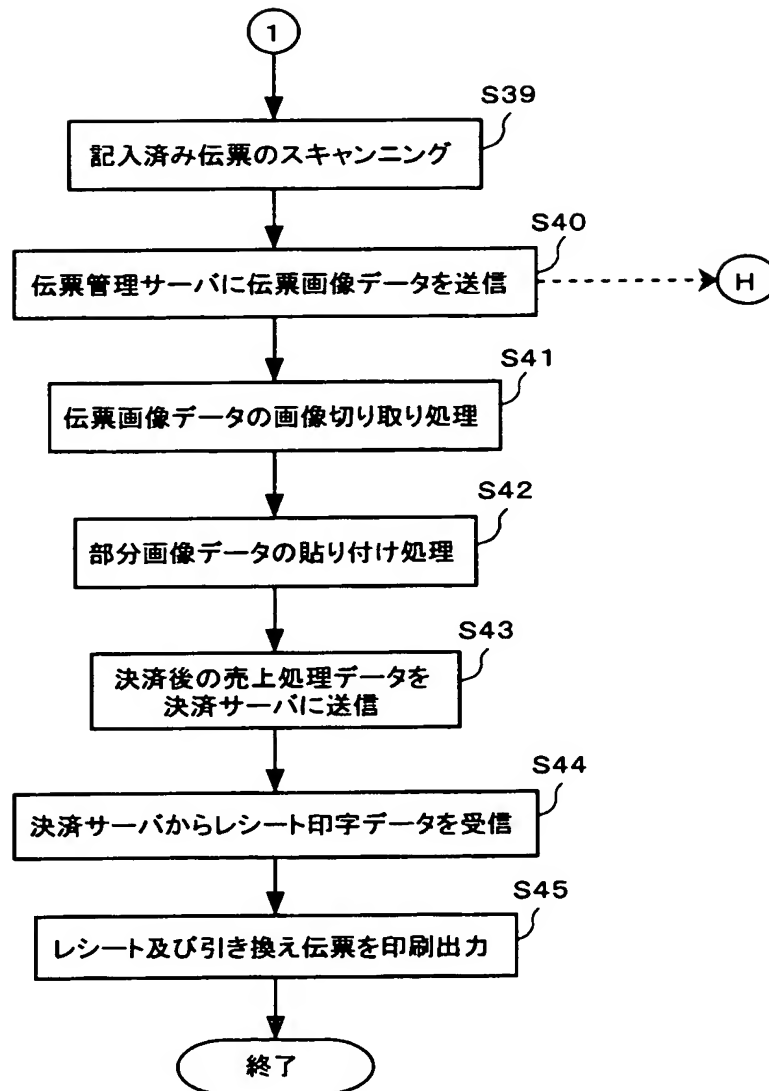 1
S39
記入済み伝票のスキャンニング
S40
伝票管理サーバに伝票画像データを送信
H
S41
伝票画像データの画像切り取り処理
S42
部分画像データの貼り付け処理
S43
決済後の売上処理データを
決済サーバに送信
S44
決済サーバからレシート印字データを受信
S45
レシート及び引き換え伝票を印刷出力
終了